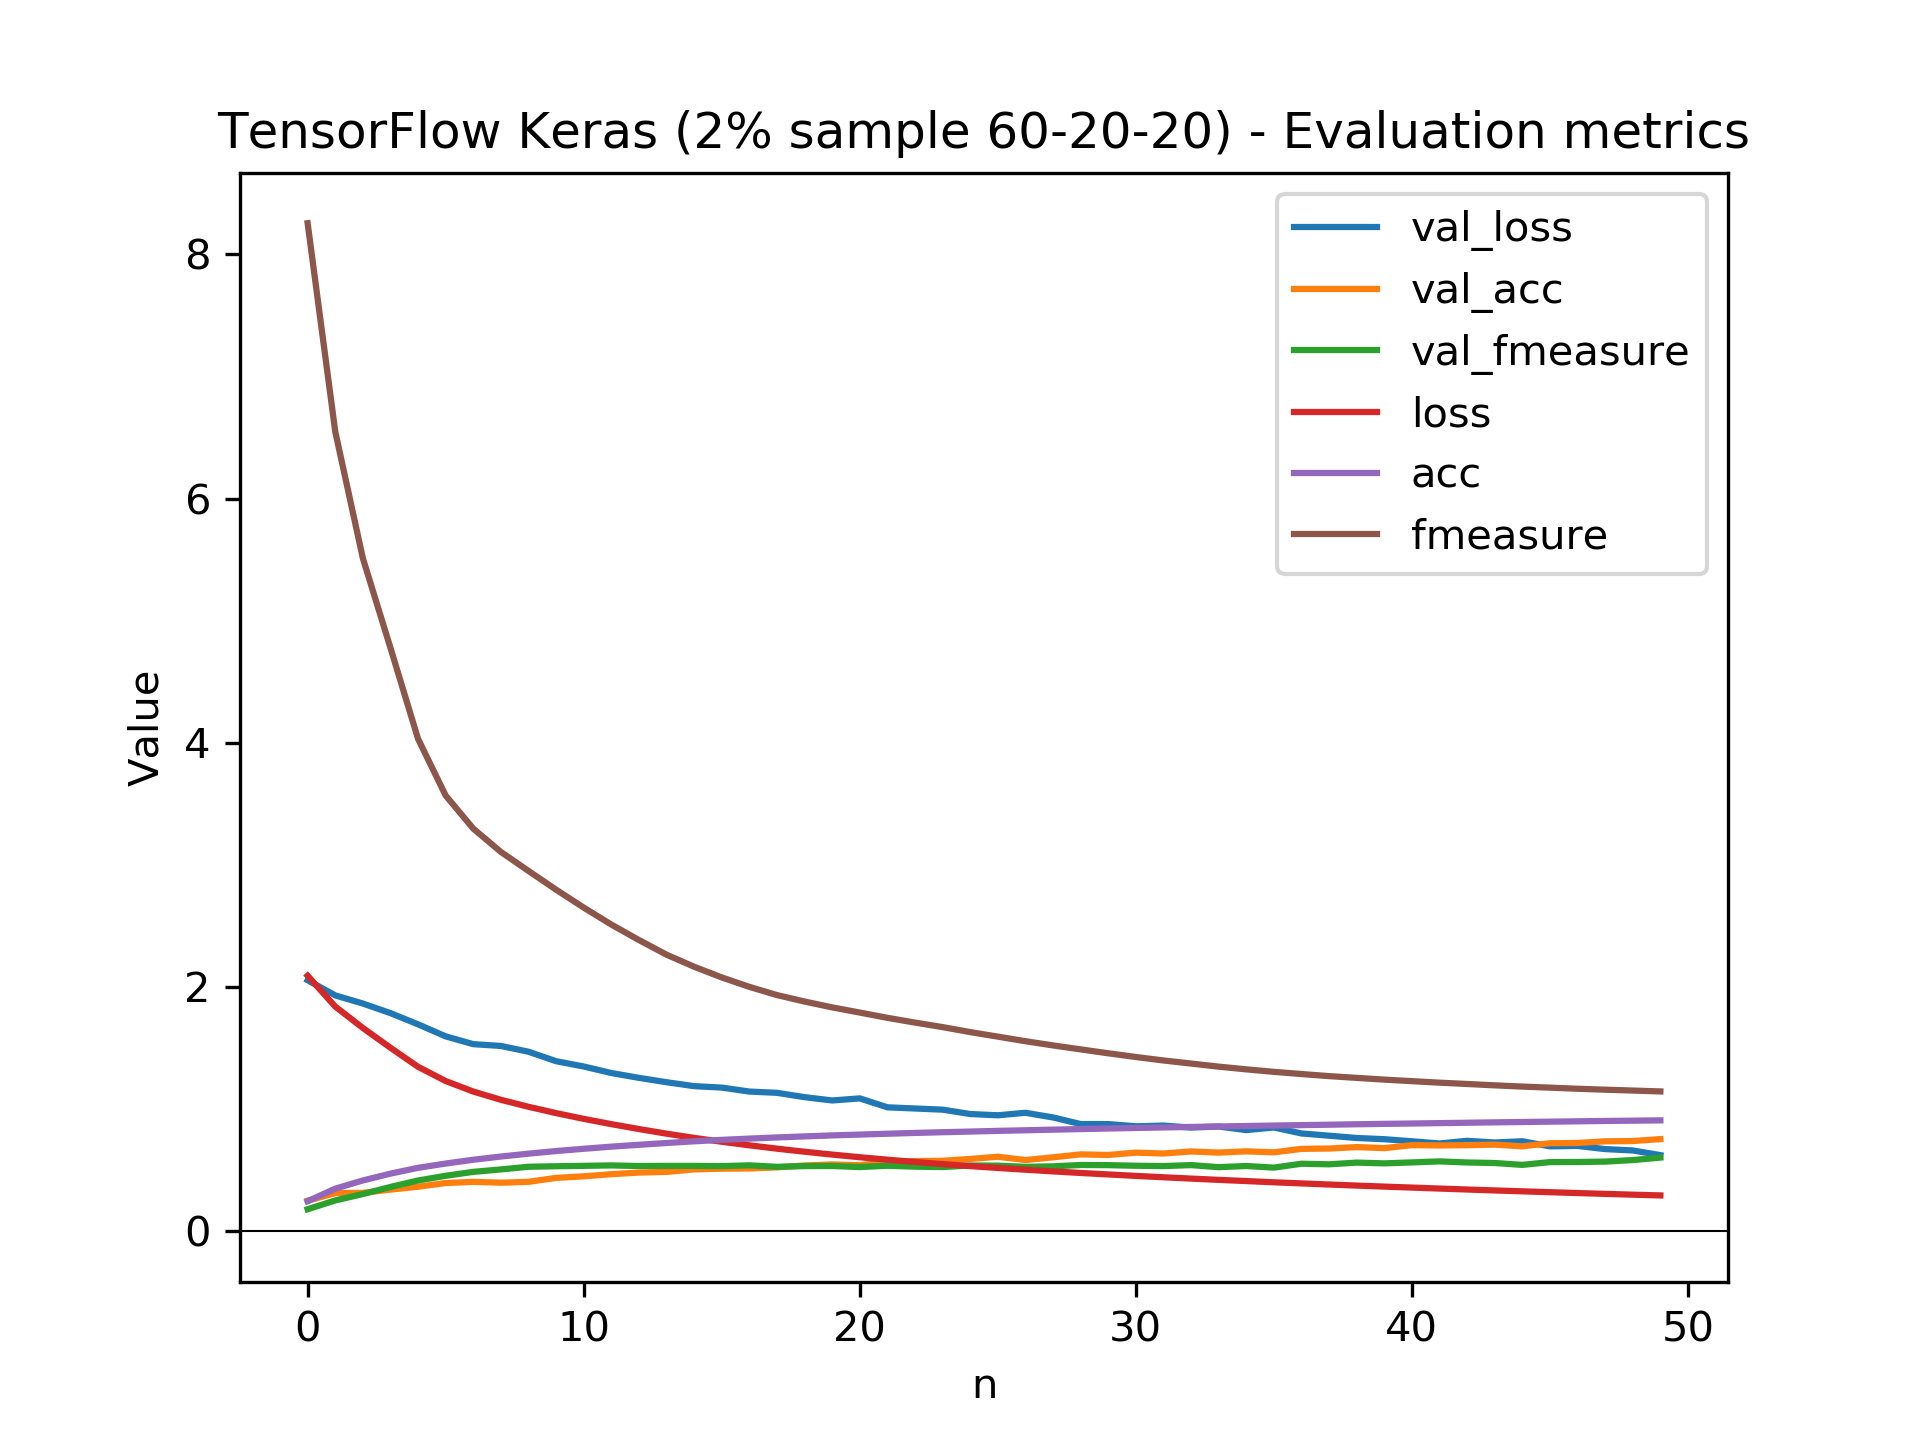 TensorFlow Keras (2% sample 60-20-20) - Evaluation metrics
val_loss
val_acc
val_fmeasure
loss
acc
fmeasure
8
6
4
2
0
Value
0 10 20 30 40 50
n